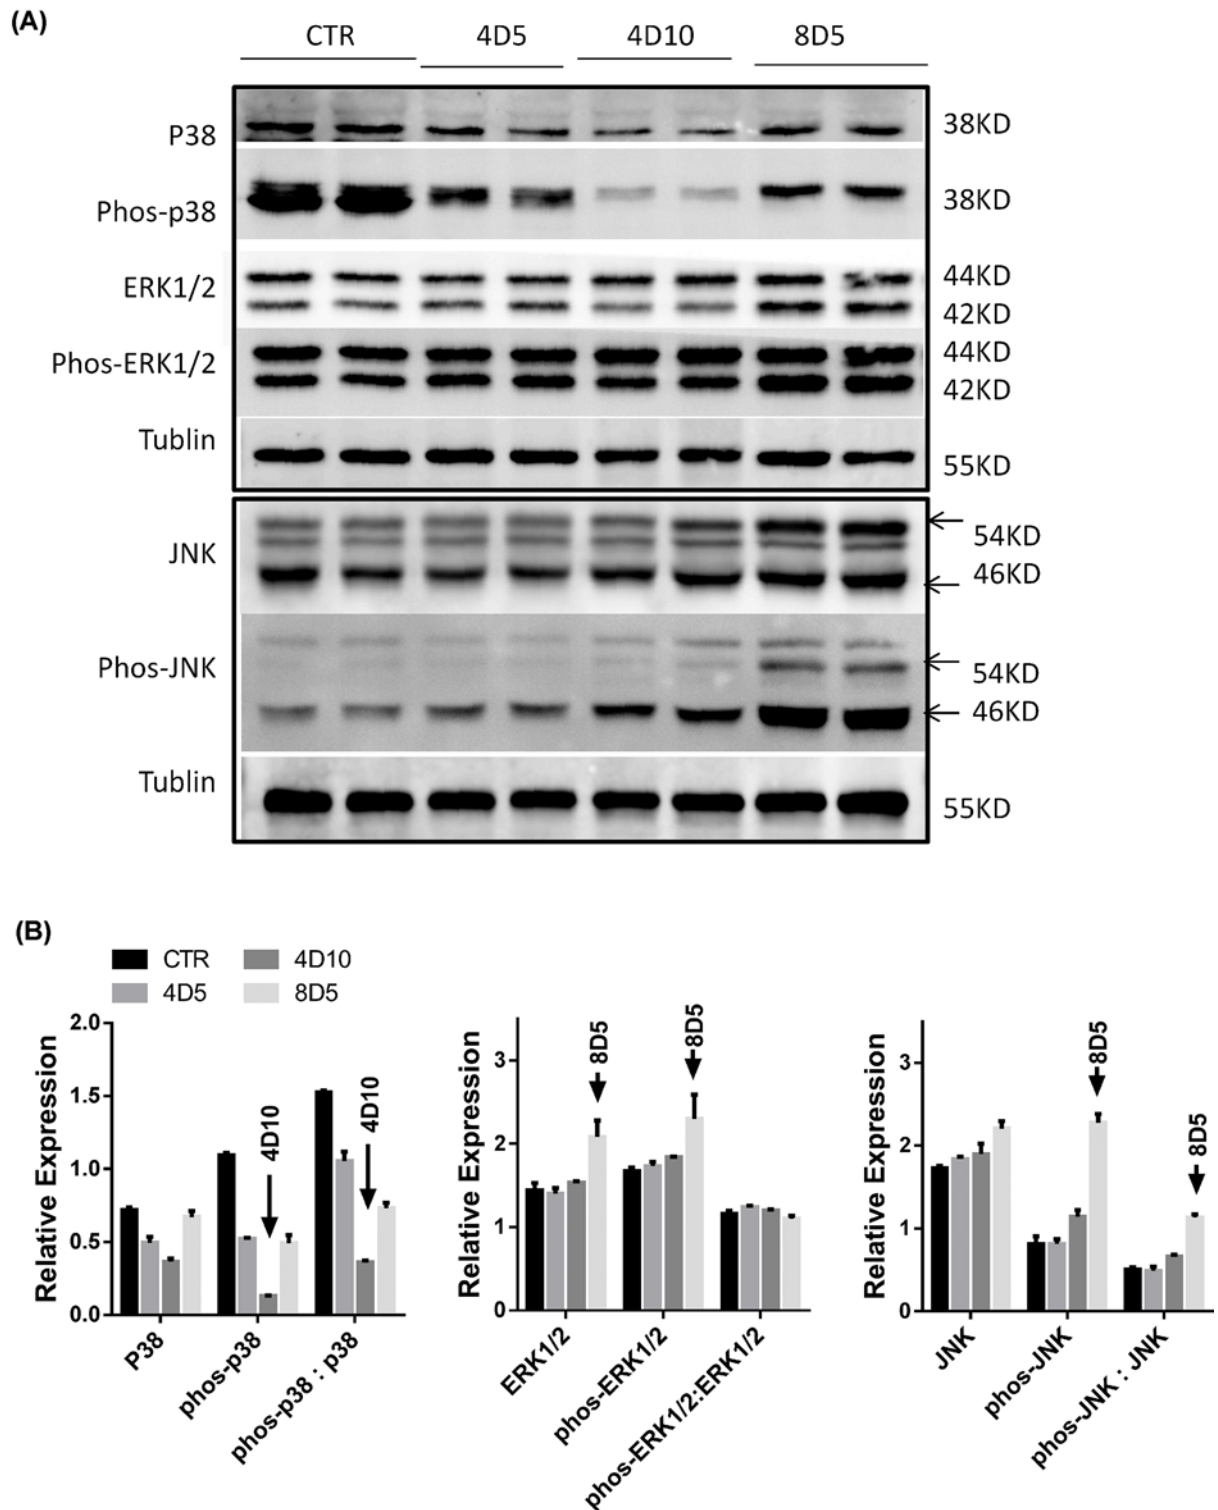 (A)
CTR 4D5 4D10 8D5
P38 38KD
Phos-p38 38KD
ERK1/2 44KD
42KD
Phos-ERK1/2 44KD
42KD
Tublin 55KD
JNK 54KD
46KD
Phos-JNK 54KD
46KD
Tublin 55KD
(B)
CTR 4D10
4D5 8D5
Relative Expression
2.0
1.5
1.0
0.5
0.0
4D10
4D10
P38
phos-p38
phos-p38 : p38
Relative Expression
3
2
1
0
8D5
8D5
ERK1/2
phos-ERK1/2
phos-ERK1/2:ERK1/2
Relative Expression
3
2
1
0
8D5
8D5
JNK
phos-JNK
phos-JNK : JNK